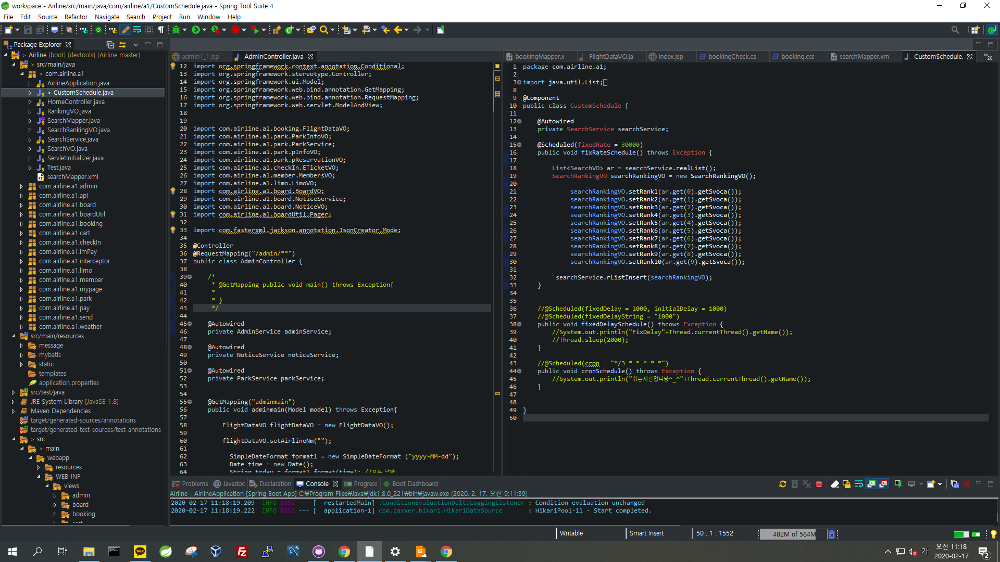 workspace - Airline/src/main/java/com/airline/a1/CustomSchedule.java - Spring Tool Suite 4
File Edit Source Refactor Navigate Search Project Run Window Help
Package Explorer
> Airline [boot] [devtools] [Airline master]
> src/main/java
> com.airline.a1
AirlineApplication.java
> CustomSchedule.java
HomeController.java
RankingVO.java
SearchMapper.java
SearchRankingVO.java
SearchService.java
SearchVO.java
ServletInitializer.java
Test.java
searchMapper.xml
com.airline.a1.admin
com.airline.a1.api
com.airline.a1.board
com.airline.a1.boardUtil
com.airline.a1.booking
com.airline.a1.cart
com.airline.a1.checkIn
com.airline.a1.imPay
com.airline.a1.interceptor
com.airline.a1.limo
com.airline.a1.member
com.airline.a1.mypage
com.airline.a1.park
com.airline.a1.pay
com.airline.a1.send
com.airline.a1.weather
src/main/resources
message
mybatis
static
templates
application.properties
src/test/java
JRE System Library [JavaSE-1.8]
Maven Dependencies
target/generated-sources/annotations
target/generated-test-sources/test-annotations
> src
> main
webapp
resources
WEB-INF
views
admin
board
booking
cart
admin1_1.jsp AdminController.java
12 import org.springframework.context.annotation.Conditional;
13 import org.springframework.stereotype.Controller;
14 import org.springframework.ui.Model;
15 import org.springframework.web.bind.annotation.GetMapping;
16 import org.springframework.web.bind.annotation.RequestMapping;
17 import org.springframework.web.servlet.ModelAndView;
18
19
20 import com.airline.a1.booking.FlightDataVO;
21 import com.airline.a1.park.ParkInfoVO;
22 import com.airline.a1.park.ParkService;
23 import com.airline.a1.park.pInfoVO;
24 import com.airline.a1.park.pReservationVO;
25 import com.airline.a1.checkIn.ETicketVO;
26 import com.airline.a1.member.MembersVO;
27 import com.airline.a1.limo.LimoVO;
28 import com.airline.a1.board.BoardVO;
29 import com.airline.a1.board.NoticeService;
30 import com.airline.a1.board.NoticeVO;
31 import com.airline.a1.boardUtil.Pager;
32
33 import com.fasterxml.jackson.annotation.JsonCreator.Mode;
34
35 @Controller
36 @RequestMapping("/admin/**")
37 public class AdminController {
38
39 /*
40 * @GetMapping public void main() throws Exception{
41 *
42 * }
43 */
44
45 @Autowired
46 private AdminService adminService;
47
48 @Autowired
49 private NoticeService noticeService;
50
51 @Autowired
52 private ParkService parkService;
53
54
55 @GetMapping("adminmain")
56 public void adminmain(Model model) throws Exception{
57
58 FlightDataVO flightDataVO = new FlightDataVO();
59
60 flightDataVO.setAirlineNm("");
61
62 SimpleDateFormat format1 = new SimpleDateFormat ("yyyy-MM-dd");
63 Date time = new Date();
64 String today = format1.format(time); //오늘 날짜
bookingMapper.x FlightDataVO.ja index.jsp bookingCheck.cs booking.css searchMapper.xm CustomSchedule. »26
1 package com.airline.a1;
2
3 import java.util.List;
8
9 @Component
10 public class CustomSchedule {
11
12 @Autowired
13 private SearchService searchService;
14
15 @Scheduled(fixedRate = 30000)
16 public void fixRateSchedule() throws Exception {
17
18 List<SearchVO> ar = searchService.realList();
19 SearchRankingVO searchRankingVO = new SearchRankingVO();
20
21 searchRankingVO.setRank1(ar.get(0).getSvoca());
22 searchRankingVO.setRank2(ar.get(1).getSvoca());
23 searchRankingVO.setRank3(ar.get(2).getSvoca());
24 searchRankingVO.setRank4(ar.get(3).getSvoca());
25 searchRankingVO.setRank5(ar.get(4).getSvoca());
26 searchRankingVO.setRank6(ar.get(5).getSvoca());
27 searchRankingVO.setRank7(ar.get(6).getSvoca());
28 searchRankingVO.setRank8(ar.get(7).getSvoca());
29 searchRankingVO.setRank9(ar.get(8).getSvoca());
30 searchRankingVO.setRank10(ar.get(9).getSvoca());
31
32 searchService.rListInsert(searchRankingVO);
33 }
34
35
36 //@Scheduled(fixedDelay = 1000, initialDelay = 1000)
37 //@Scheduled(fixedDelayString = "1000")
38 public void fixedDelaySchedule() throws Exception {
39 //System.out.println("FixDelay"+Thread.currentThread().getName());
40 //Thread.sleep(2000);
41 }
42
43 //@Scheduled(cron = "*/3 * * * * *")
44 public void cronSchedule() throws Exception {
45 //System.out.println("쉬는시간입니당^_^"+Thread.currentThread().getName());
46 }
47
48
49 }
50
Problems Javadoc Declaration Console Progress Boot Dashboard
Airline - AirlineApplication [Spring Boot App] C:₩Program Files₩Java₩jdk1.8.0_221₩bin₩javaw.exe (2020. 2. 17. 오전 9:11:39)
2020-02-17 11:18:19.209 INFO 8352 --- [ restartedMain] .ConditionEvaluationDeltaLoggingListener : Condition evaluation unchanged
2020-02-17 11:18:19.222 INFO 8352 --- [ application-1] com.zaxxer.hikari.HikariDataSource : HikariPool-11 - Start completed.
Writable Smart Insert 50 : 1 : 1552 482M of 584M
TALK
가 오전 11:18
2020-02-17
2